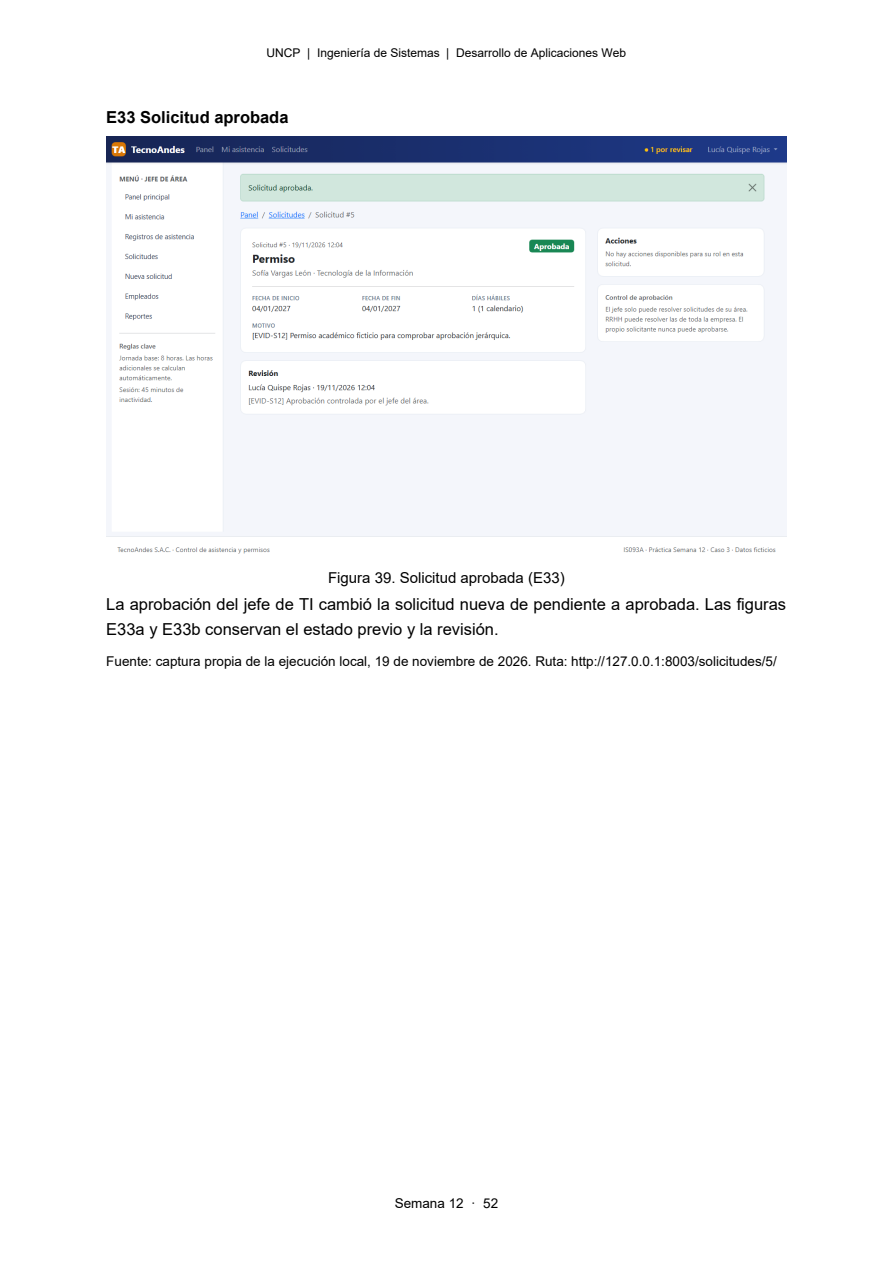 UNCP | Ingeniería de Sistemas | Desarrollo de Aplicaciones Web
E33 Solicitud aprobada
TA TecnoAndes Panel Mi asistencia Solicitudes
● 1 por revisar Lucía Quispe Rojas
MENÚ · JEFE DE ÁREA
Panel principal
Mi asistencia
Registros de asistencia
Solicitudes
Nueva solicitud
Empleados
Reportes
Reglas clave
Jornada base: 8 horas. Las horas
adicionales se calculan
automáticamente.
Sesión: 45 minutos de
inactividad.
Solicitud aprobada.
Panel / Solicitudes / Solicitud #5
Solicitud #5 · 19/11/2026 12:04
Aprobada
Permiso
Sofía Vargas León · Tecnología de la Información
FECHA DE INICIO FECHA DE FIN DÍAS HÁBILES
04/01/2027 04/01/2027 1 (1 calendario)
MOTIVO
[EVID-S12] Permiso académico ficticio para comprobar aprobación jerárquica.
Revisión
Lucía Quispe Rojas · 19/11/2026 12:04
[EVID-S12] Aprobación controlada por el jefe del área.
Acciones
No hay acciones disponibles para su rol en esta
solicitud.
Control de aprobación
El jefe solo puede resolver solicitudes de su área.
RRHH puede resolver las de toda la empresa. El
propio solicitante nunca puede aprobarse.
TecnoAndes S.A.C. · Control de asistencia y permisos
IS093A · Práctica Semana 12 · Caso 3 · Datos ficticios
Figura 39. Solicitud aprobada (E33)
La aprobación del jefe de TI cambió la solicitud nueva de pendiente a aprobada. Las figuras
E33a y E33b conservan el estado previo y la revisión.
Fuente: captura propia de la ejecución local, 19 de noviembre de 2026. Ruta: http://127.0.0.1:8003/solicitudes/5/
Semana 12 · 52